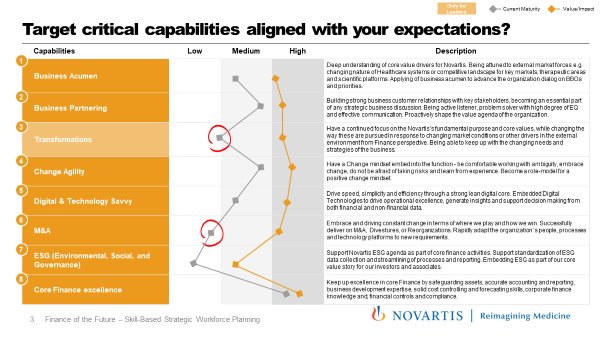 Only for
Leaders
Current Maturity
Value/Impact
Target critical capabilities aligned with your expectations?
Capabilities
Low
Medium
High
Description
1
Business Acumen
Deep understanding of core value drivers for Novartis. Being attuned to external market forces e.g.
changing nature of Healthcare systems or competitive landscape for key markets, therapeutic areas
and scientific platforms. Applying of business acumen to advance the organization dialog on BBOs
and priorities.
2
Business Partnering
Building strong business customer relationships with key stakeholders, becoming an essential part
of any strategic business discussion. Being active listener, problem solver with high degree of EQ
and effective communication. Proactively shape the value agenda of the organization.
3
Transformations
Have a continued focus on the Novartis's fundamental purpose and core values, while changing the
way these are pursued in response to changing market conditions or other drivers in the external
environment from Finance perspective. Being able to keep up with the changing needs and
strategies of the business.
4
Change Agility
Have a Change mindset embed into the function - be comfortable working with ambiguity, embrace
change, do not be afraid of taking risks and learn from experience. Become a role-model for a
positive change mindset.
5
Digital & Technology Savvy
Drive speed, simplicity and efficiency through a strong lean digital core. Embedded Digital
Technologies to drive operational excellence, generate insights and support decision making from
both financial and non-financial data.
6
M&A
Embrace and driving constant change in terms of where we play and how we win. Successfully
deliver on M&A, Divestures, or Reorganizations. Rapidly adapt the organization's people, processes
and technology platforms to new requirements.
7
ESG (Environmental, Social, and
Governance)
Support Novartis ESG agenda as part of core finance activities. Support standardization of ESG
data collection and streamlining of processes and reporting. Embedding ESG as part of our core
value story for our investors and associates.
8
Core Finance excellence
Keep up excellence in core Finance by safeguarding assets, accurate accounting and reporting,
business development expertise, solid cost controlling and forecasting skills, corporate finance
knowledge and, financial controls and compliance.
3 Finance of the Future – Skill-Based Strategic Workforce Planning
NOVARTIS | Reimagining Medicine